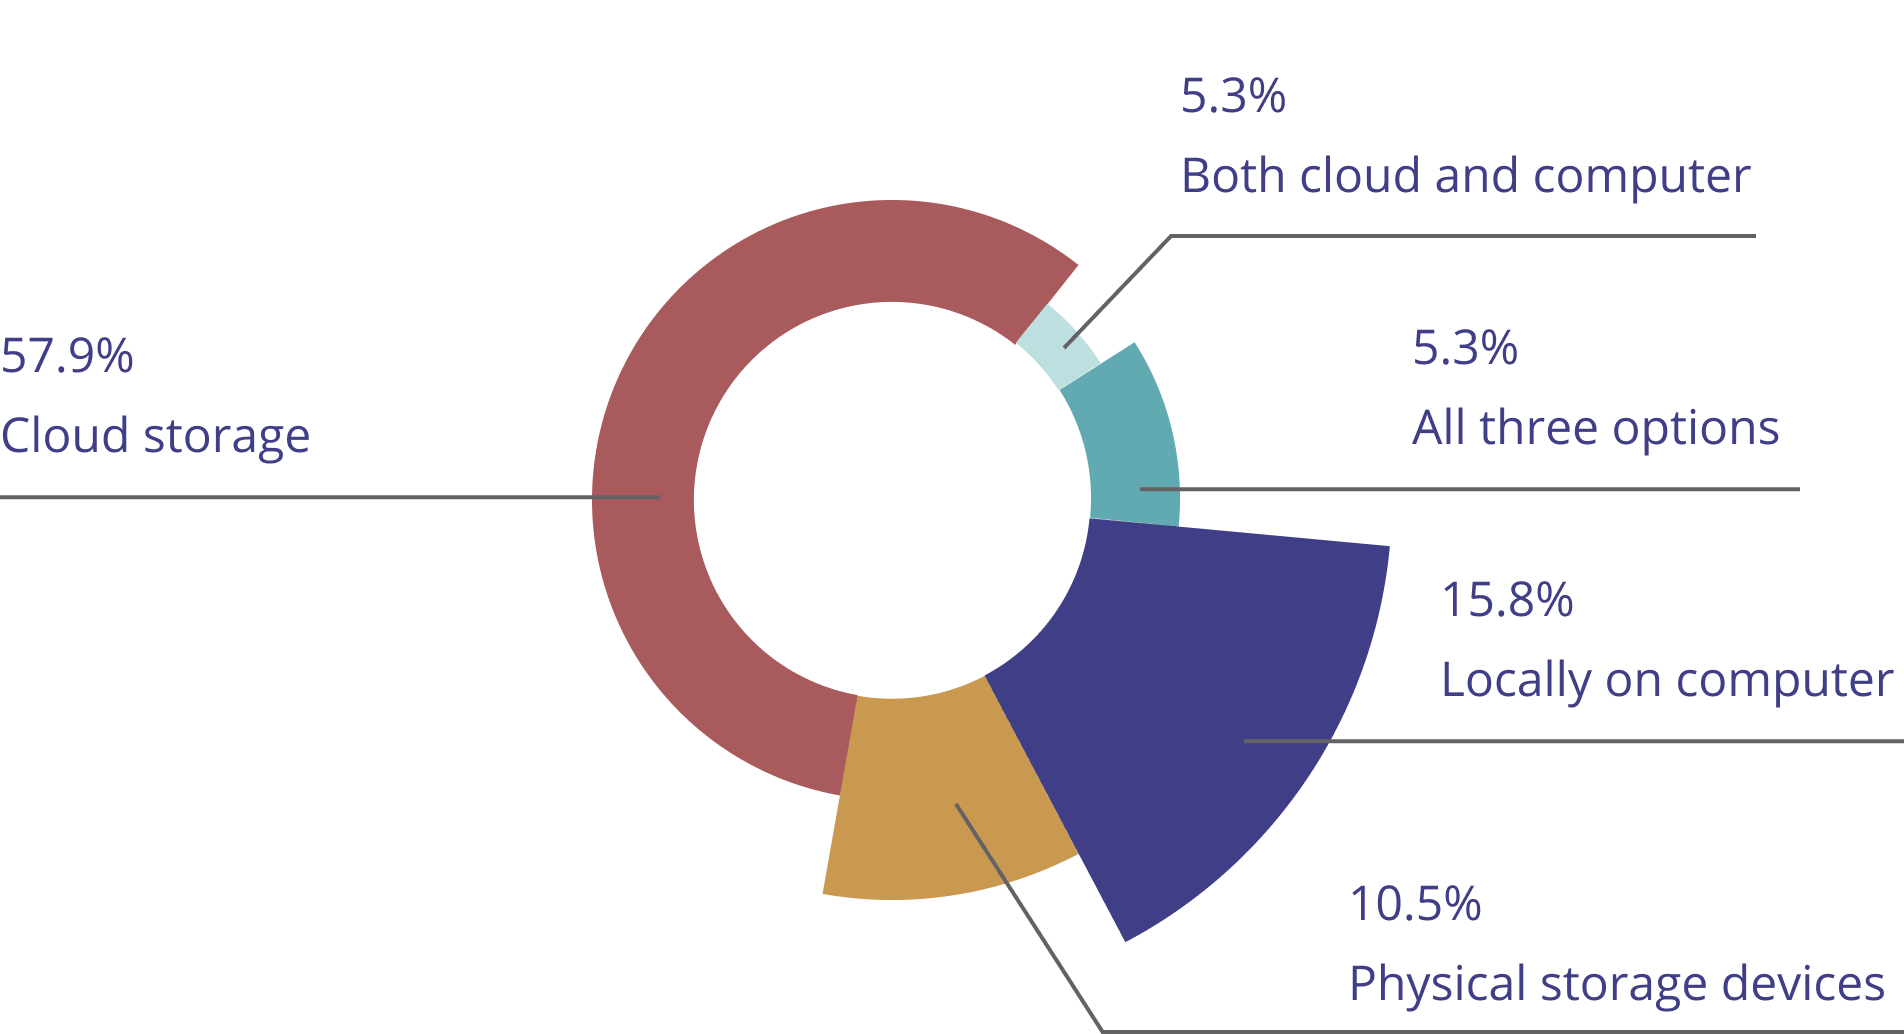 5.3%
Both cloud and computer
57.9%
Cloud storage
5.3%
All three options
15.8%
Locally on computer
10.5%
Physical storage devices